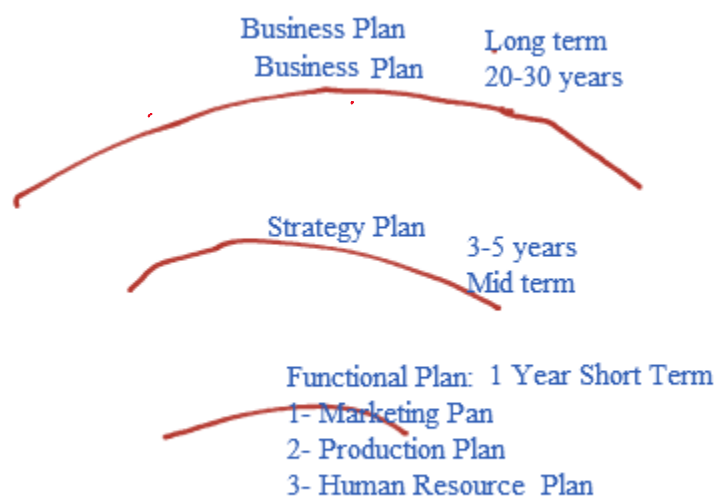 Business Plan
Business Plan
Long term
20-30 years
Strategy Plan
3-5 years
Mid term
Functional Plan: 1 Year Short Term
1- Marketing Pan
2- Production Plan
3- Human Resource Plan